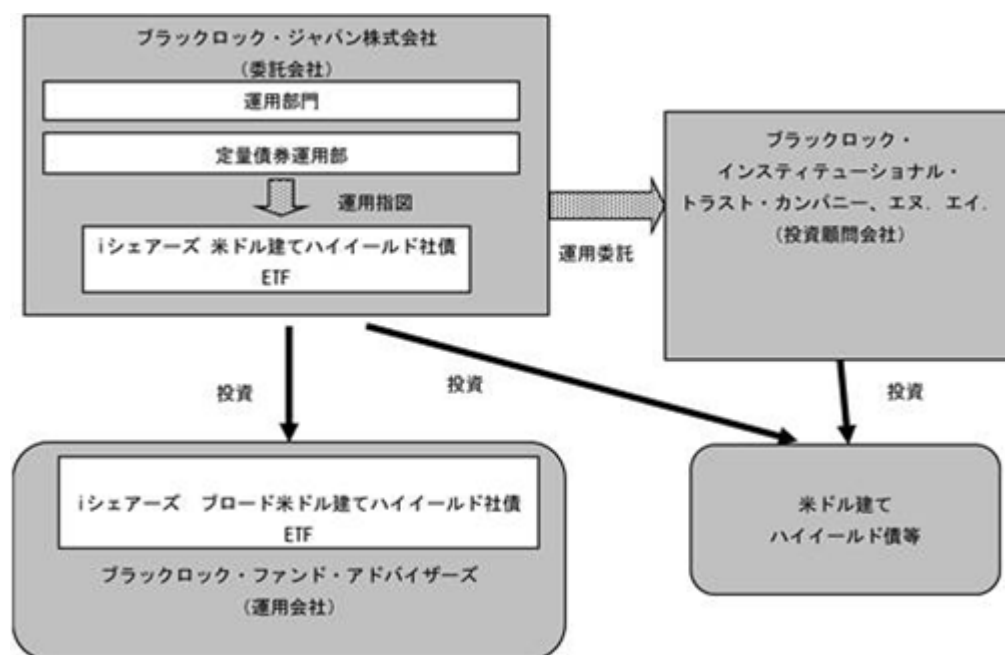 ブラックロック・ジャパン株式会社
(委託会社)
運用部門
定量債券運用部
運用指図
iシェアーズ 米ドル建てハイイールド社債
ETF
運用委託
ブラックロック・
インスティテューショナル・
トラスト・カンパニー、エヌ．エイ．
(投資顧問会社)
投資
投資
投資
iシェアーズ ブロード米ドル建てハイイールド社債
ETF
ブラックロック・ファンド・アドバイザーズ
(運用会社)
米ドル建て
ハイイールド債等